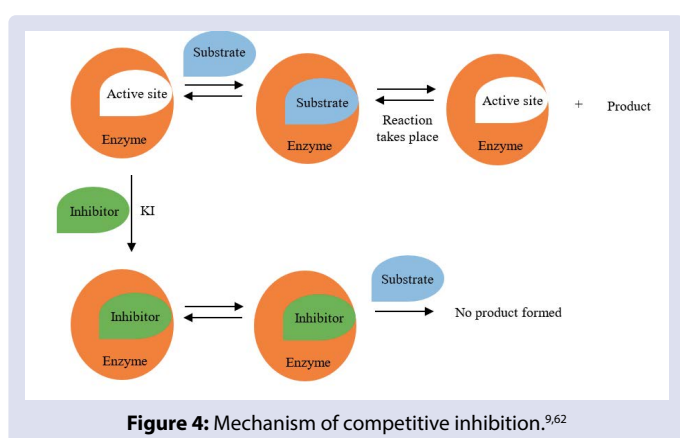 Substrate
Active site
Enzyme
Substrate
Enzyme
Reaction
takes place
Active site
Enzyme
+
Product
Inhibitor
KI
Inhibitor
Enzyme
Inhibitor
Enzyme
Substrate
No product formed
Figure 4: Mechanism of competitive inhibition.9,62